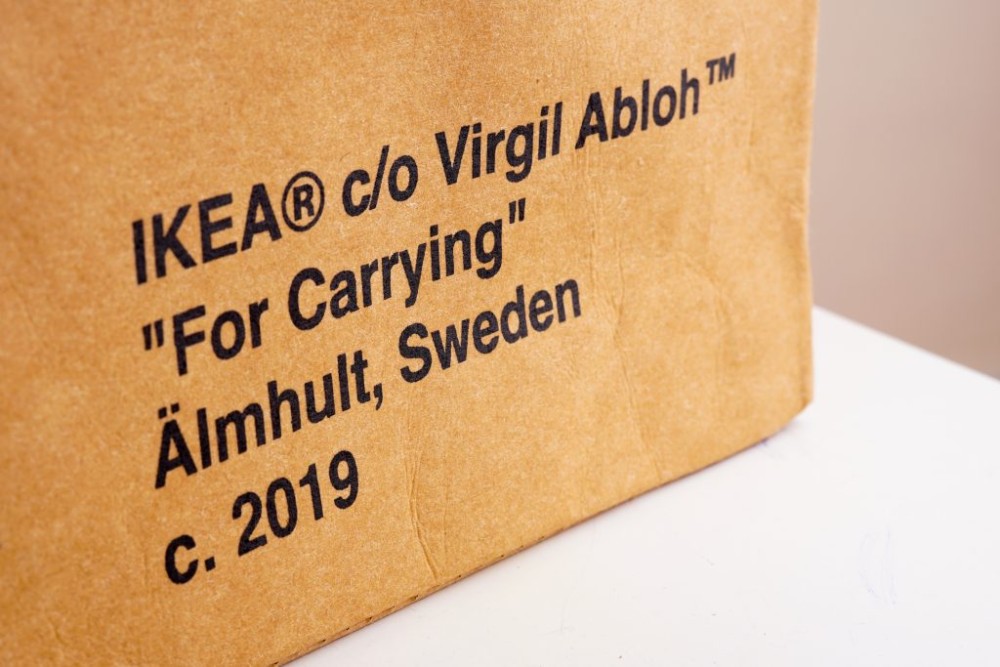 IKEA® c/o Virgil Abloh™
"For Carrying"
Älmhult, Sweden
c. 2019